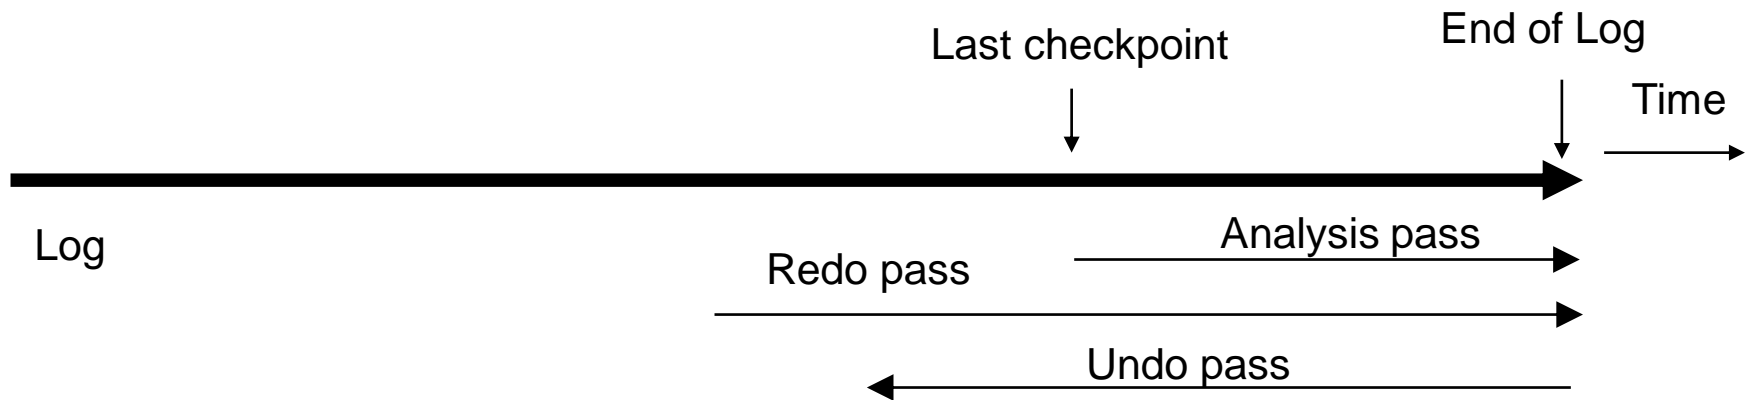 End of Log
Last checkpoint
Time
Log
Analysis pass
Redo pass
Undo pass